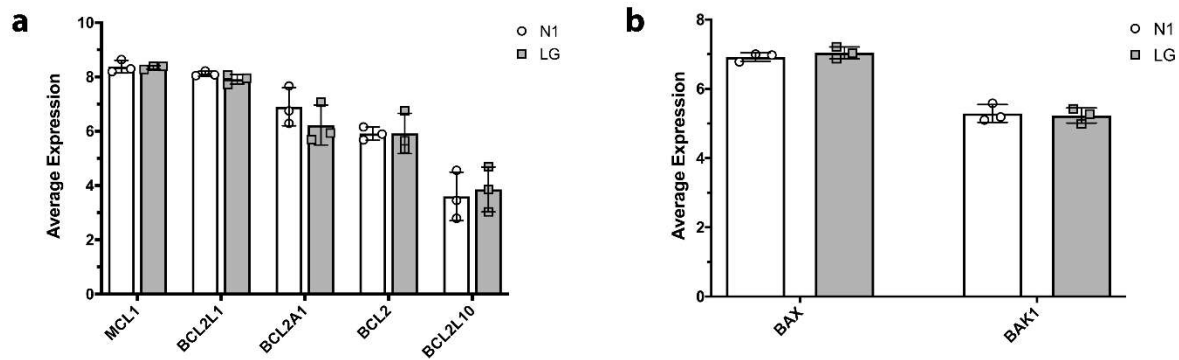 a
Average Expression
10
8
6
4
2
0
MCL1
BCL2L1
BCL2A1
BCL2
BCL2L10
N1
LG
b
Average Expression
8
6
4
2
0
BAX
BAK1
N1
LG